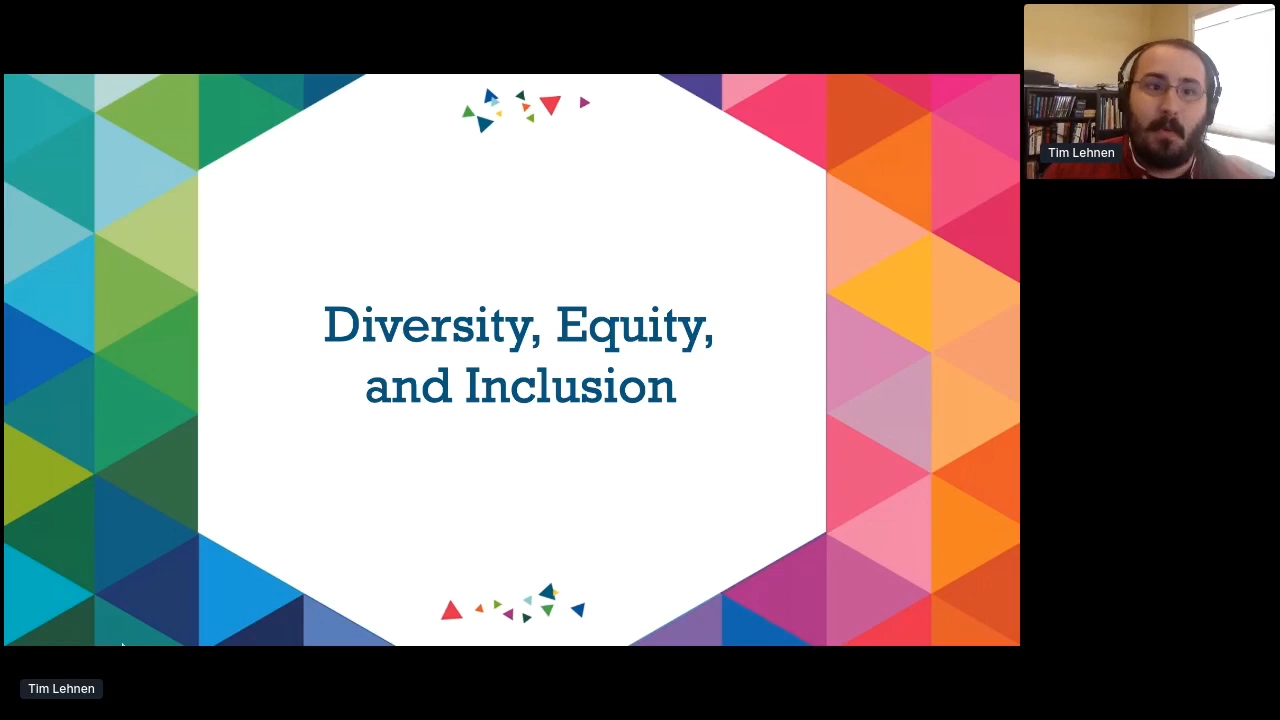 Diversity, Equity,
and Inclusion
Tim Lehnen
Tim Lehnen